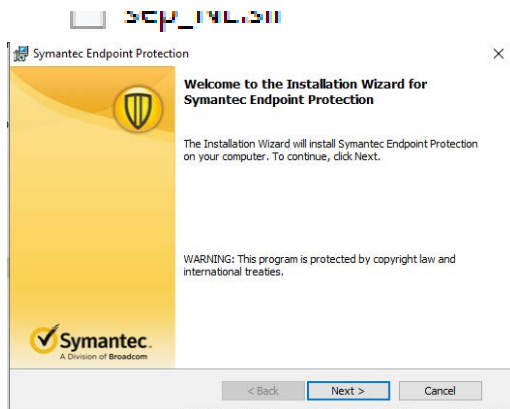 Symantec Endpoint Protection
Welcome to the Installation Wizard for
Symantec Endpoint Protection
The Installation Wizard will install Symantec Endpoint Protection
on your computer. To continue, click Next.
WARNING: This program is protected by copyright law and
international treaties.
Symantec.
A Division of Broadcom
< Back
Next >
Cancel